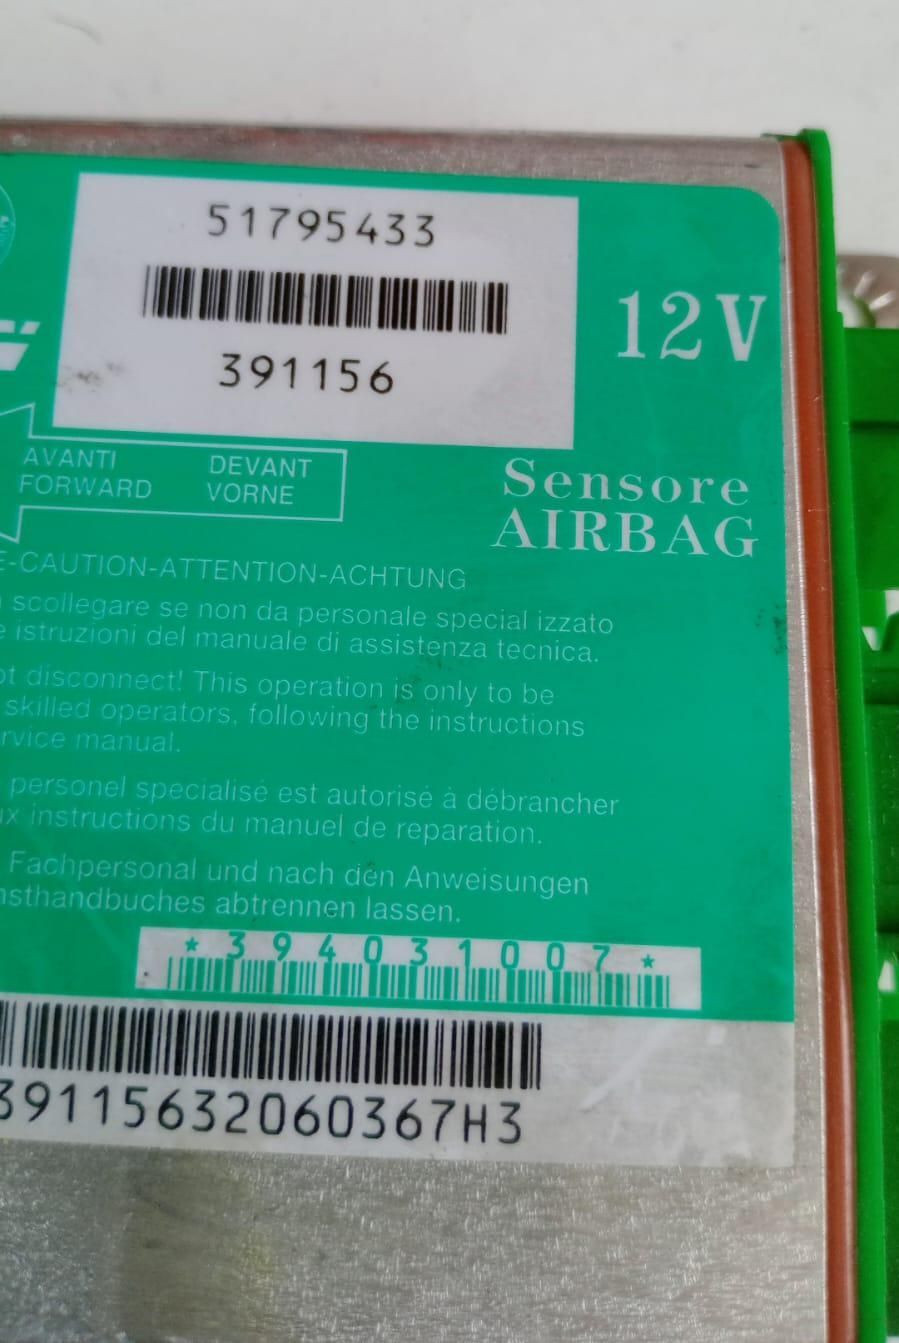 51795433
391156
12V
AVANTI
FORWARD
DEVANT
VORNE
Sensore
AIRBAG
-CAUTION-ATTENTION-ACHTUNG
scollegare se non da personale special izzato
istruzioni del manuale di assistenza tecnica.
disconnect! This operation is only to be
skilled operators, following the instructions
manual.
personel specialisé est autorisé à débrancher
instructions du manuel de reparation.
Fachpersonal und nach den Anweisungen
abtrennen lassen.
*394031007*
39115632060367H3